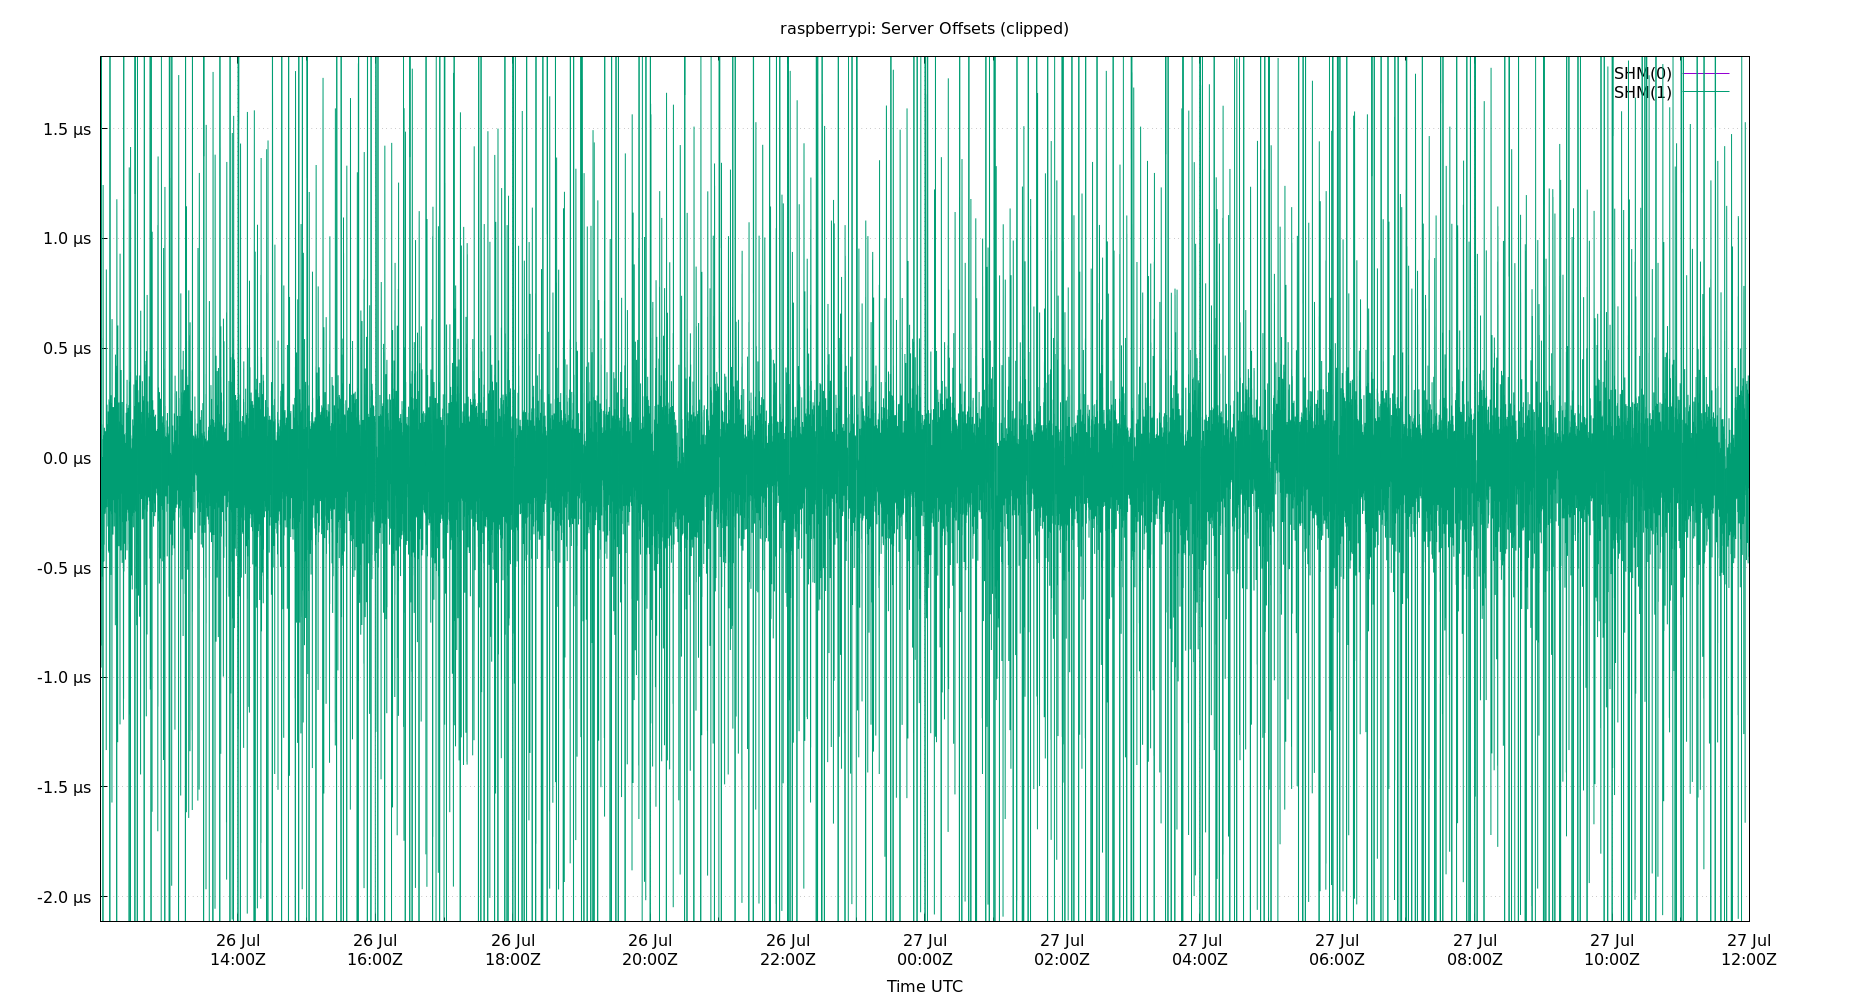 raspberrypi: Server Offsets (clipped)
SHM(0)
SHM(1)
1.5 µs
1.0 µs
0.5 µs
0.0 µs
-0.5 µs
-1.0 µs
-1.5 µs
-2.0 µs
26 Jul 26 Jul 26 Jul 26 Jul 26 Jul 27 Jul 27 Jul 27 Jul 27 Jul 27 Jul 27 Jul 27 Jul
14:00Z 16:00Z 18:00Z 20:00Z 22:00Z 00:00Z 02:00Z 04:00Z 06:00Z 08:00Z 10:00Z 12:00Z
Time UTC